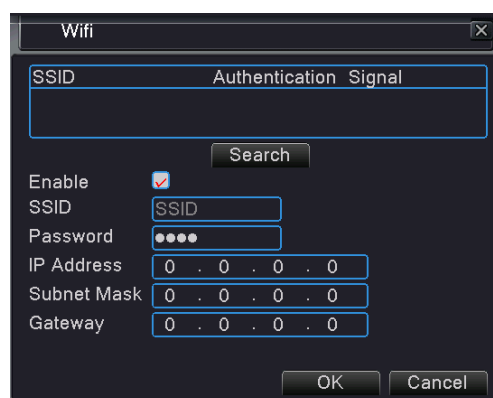 Wifi
SSID Authentication Signal
Search
Enable
SSID SSID
Password ●●●●
IP Address 0 . 0 . 0 . 0
Subnet Mask 0 . 0 . 0 . 0
Gateway 0 . 0 . 0 . 0
OK Cancel